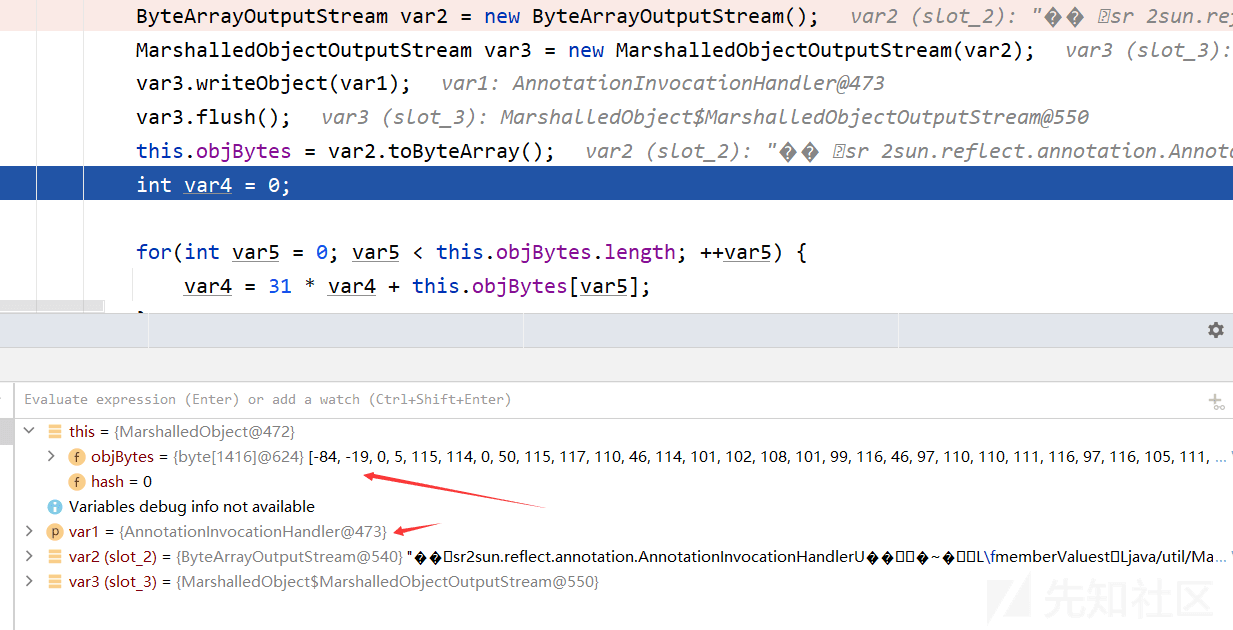 ByteArrayOutputStream var2 = new ByteArrayOutputStream(); var2 (slot_2): "�� sr 2sun.ref
MarshalledObjectOutputStream var3 = new MarshalledObjectOutputStream(var2); var3 (slot_3):
var3.writeObject(var1); var1: AnnotationInvocationHandler@473
var3.flush(); var3 (slot_3): MarshalledObject$MarshalledObjectOutputStream@550
this.objBytes = var2.toByteArray(); var2 (slot_2): "�� sr 2sun.reflect.annotation.Annota
int var4 = 0;
for(int var5 = 0; var5 < this.objBytes.length; ++var5) {
var4 = 31 * var4 + this.objBytes[var5];
Evaluate expression (Enter) or add a watch (Ctrl+Shift+Enter)
this = {MarshalledObject@472}
f objBytes = {byte[1416]@624} [-84, -19, 0, 5, 115, 114, 0, 50, 115, 117, 110, 46, 114, 101, 102, 108, 101, 99, 116, 46, 97, 110, 110, 111, 116, 97, 116, 105, 111, ...
f hash = 0
Variables debug info not available
p var1 = {AnnotationInvocationHandler@473}
var2 (slot_2) = {ByteArrayOutputStream@540} "��sr2sun.reflect.annotation.AnnotationInvocationHandlerU���~�L\fmemberValuestLjava/util/Ma...
var3 (slot_3) = {MarshalledObject$MarshalledObjectOutputStream@550}
先知社区